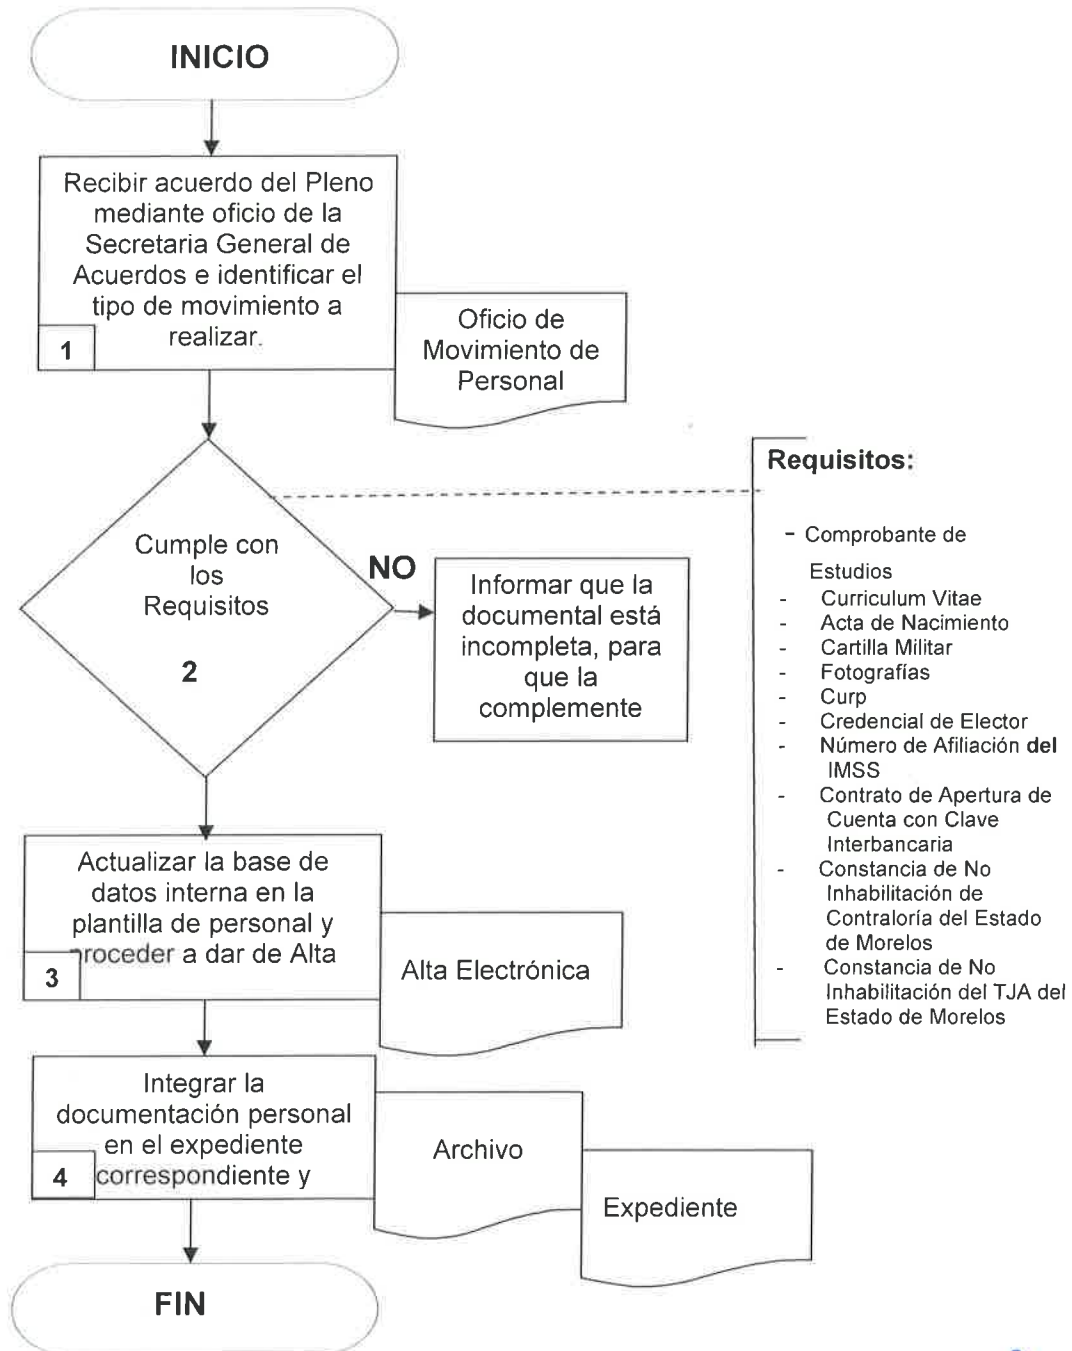 INICIO
Recibir acuerdo del Pleno
mediante oficio de la
Secretaria General de
Acuerdos e identificar el
tipo de movimiento a
realizar.
1
Oficio de
Movimiento de
Personal
Cumple con
los
Requisitos
2
NO
Informar que la
documental está
incompleta, para
que la
complemente
Requisitos:
- Comprobante de
Estudios
- Curriculum Vitae
- Acta de Nacimiento
- Cartilla Militar
- Fotografías
- Curp
- Credencial de Elector
- Número de Afiliación del
IMSS
- Contrato de Apertura de
Cuenta con Clave
Interbancaria
- Constancia de No
Inhabilitación de
Contraloría del Estado
de Morelos
- Constancia de No
Inhabilitación del TJA del
Estado de Morelos
Actualizar la base de
datos interna en la
plantilla de personal y
proceder a dar de Alta
3
Alta Electrónica
Integrar la
documentación personal
en el expediente
correspondiente y
4
Archivo
Expediente
FIN